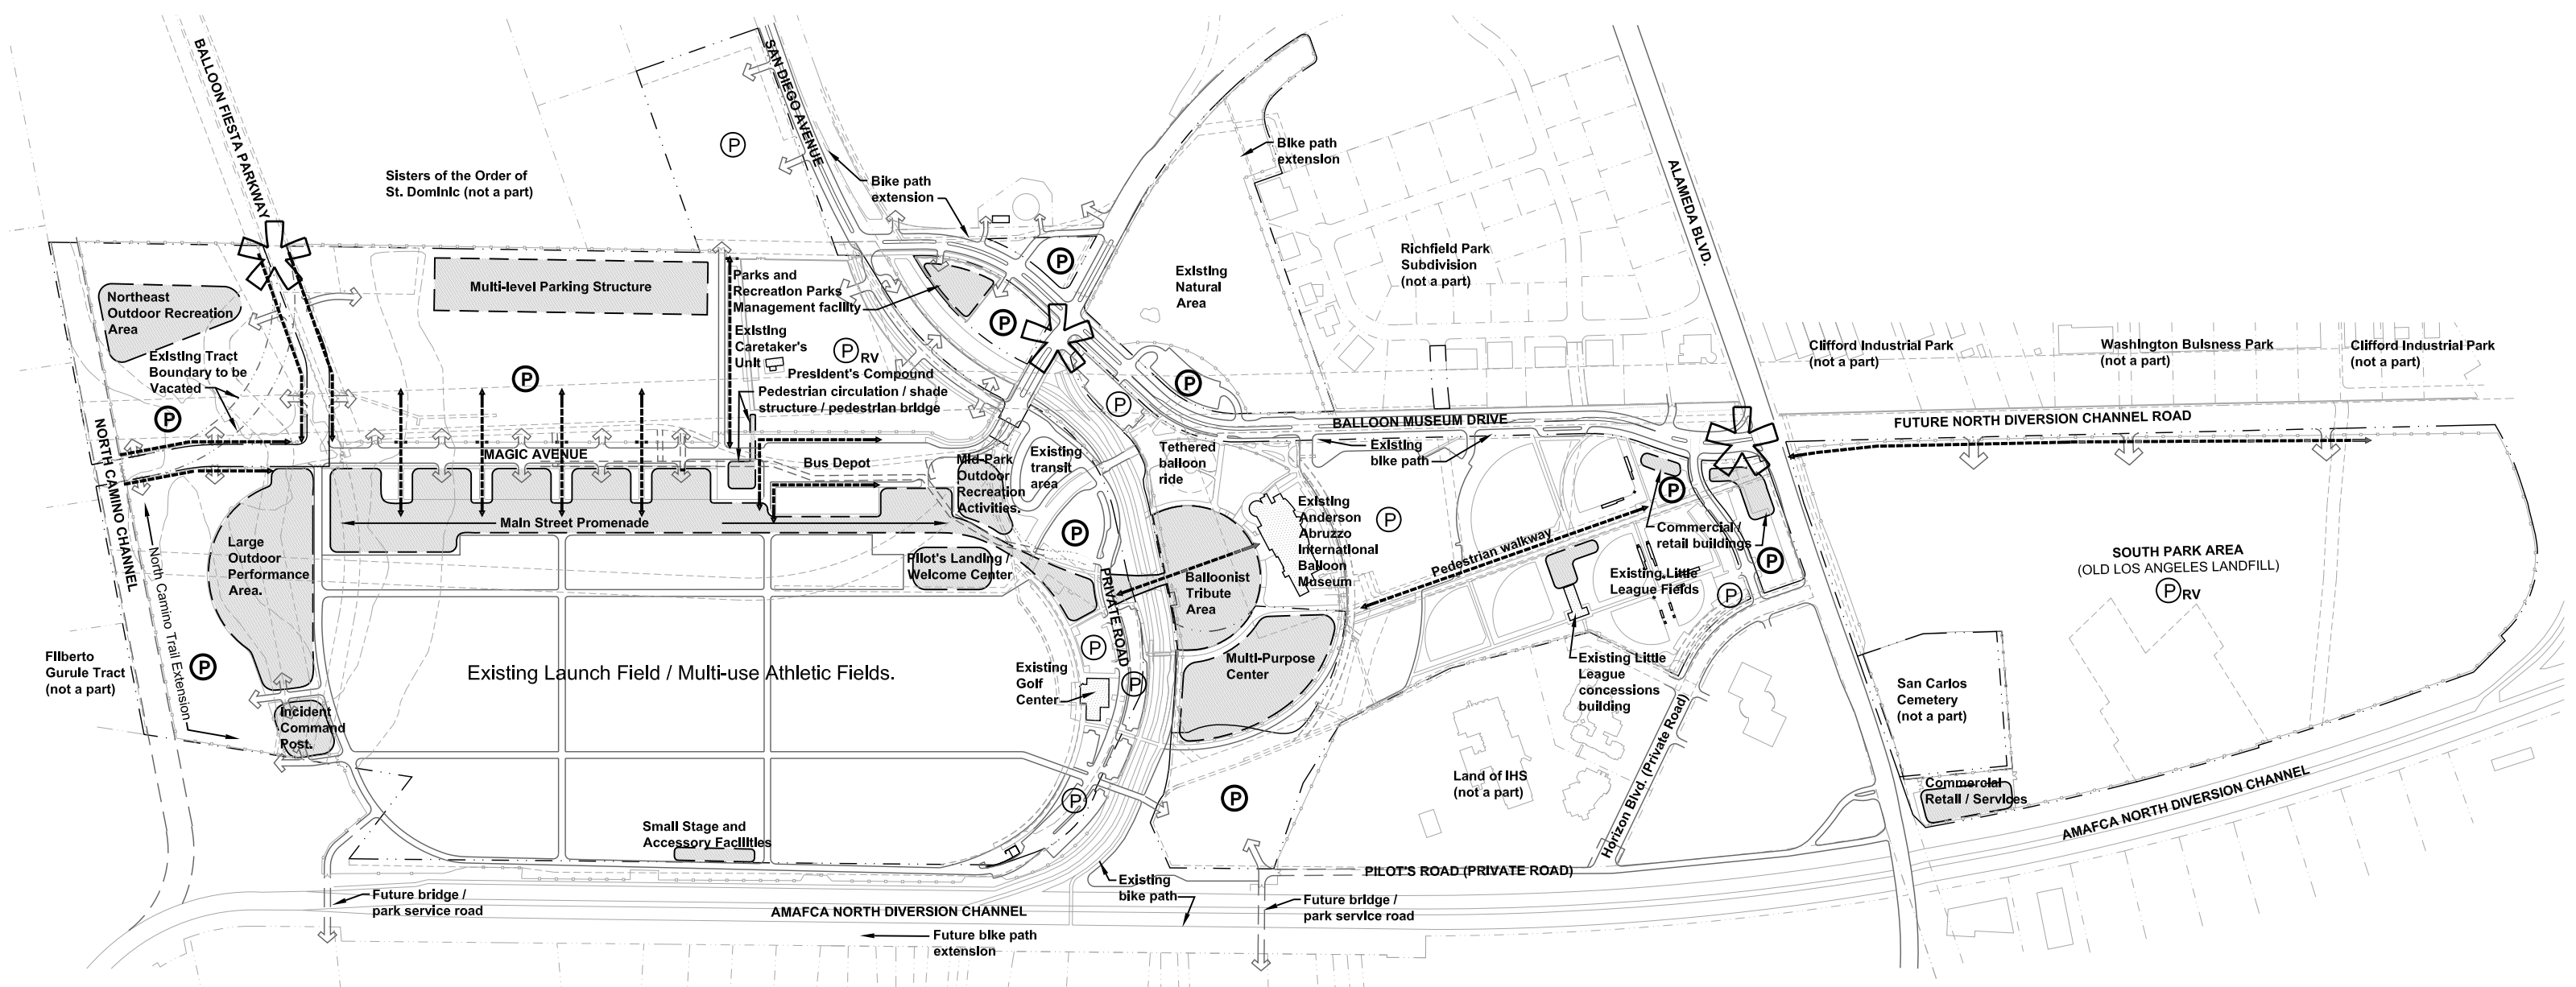 BALLOON FIESTA PARKWAY
SAN DIEGO AVENUE
P
Sisters of the Order of
St. Dominic (not a part)
Bike path
extension
Bike path
extension
ALAMEDA BLVD.
Northeast
Outdoor Recreation
Area
Multi-level Parking Structure
Parks and
Recreation Parks
Management facility
P
Existing
Natural
Area
Richfield Park
Subdivision
(not a part)
Existing Tract
Boundary to be
Vacated
P
P
Existing
Caretaker's
Unit
P RV
President's Compound
Pedestrian circulation / shade
structure / pedestrian bridge
P
P
P
Clifford Industrial Park
(not a part)
Washington Buisness Park
(not a part)
Clifford Industrial Park
(not a part)
NORTH CAMINO CHANNEL
MAGIC AVENUE
Bus Depot
Mid-Park
Outdoor
Recreation
Activities.
Existing
transit
area
Tethered
balloon
ride
BALLOON MUSEUM DRIVE
Existing
bike path
FUTURE NORTH DIVERSION CHANNEL ROAD
North Camino Trail Extension
Large
Outdoor
Performance
Area.
Main Street Promenade
Pilot's Landing /
Welcome Center
P
PRIVATE ROAD
Balloonist
Tribute
Area
Existing
Anderson
Abruzzo
International
Balloon
Museum
P
Pedestrian walkway
P
Commercial /
retail buildings
P
Existing Little
League Fields
P
SOUTH PARK AREA
(OLD LOS ANGELES LANDFILL)
P RV
Filberto
Gurule Tract
(not a part)
P
Incident
Command
Post.
Existing Launch Field / Multi-use Athletic Fields.
Existing
Golf
Center
P
P
P
Multi-Purpose
Center
P
Existing Little
League
concessions
building
Land of IHS
(not a part)
Horizon Blvd. (Private Road)
San Carlos
Cemetery
(not a part)
Commercial
Retail / Services
Small Stage and
Accessory Facilities
Future bridge /
park service road
AMAFCA NORTH DIVERSION CHANNEL
Existing
bike path
Future bike path
extension
PILOT'S ROAD (PRIVATE ROAD)
Future bridge /
park service road
AMAFCA NORTH DIVERSION CHANNEL